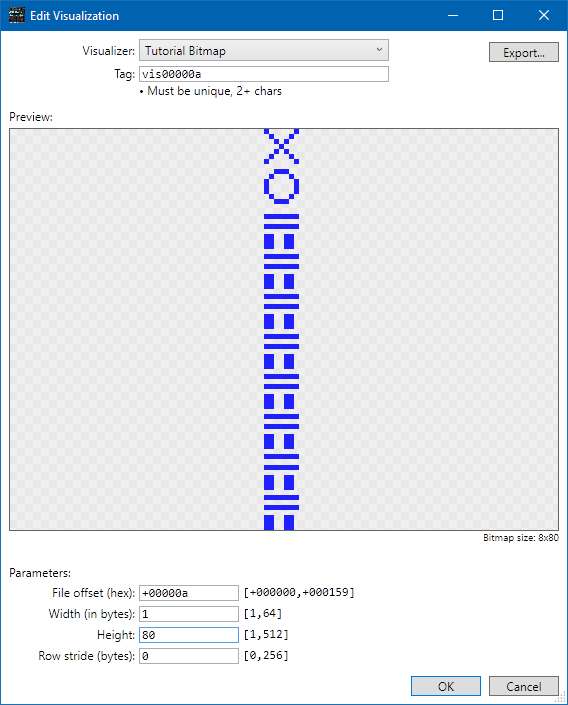 Edit Visualization
Visualizer: Tutorial Bitmap
Export...
Tag: vis00000a
• Must be unique, 2+ chars
Preview:
Bitmap size: 8x80
Parameters:
File offset (hex): +00000a [+000000,+000159]
Width (in bytes): 1 [1,64]
Height: 80 [1,512]
Row stride (bytes): 0 [0,256]
OK Cancel